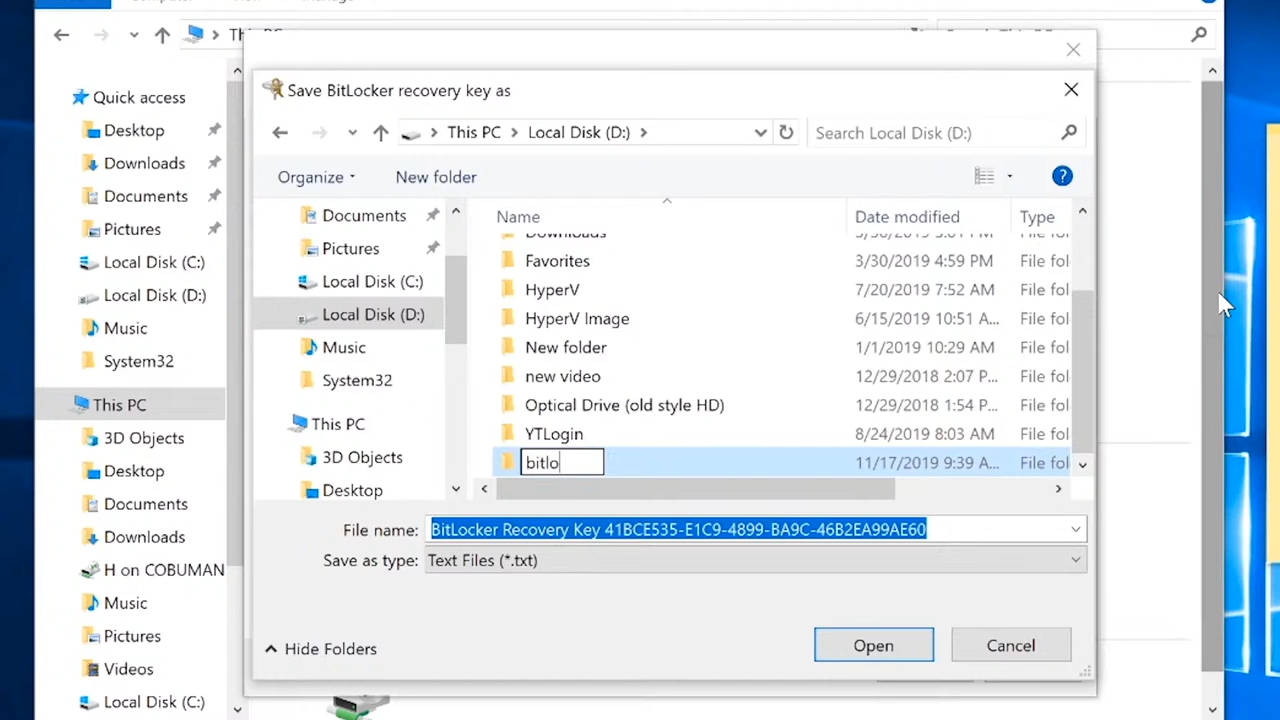 Save BitLocker recovery key as
This PC
Local Disk (D:)
Search Local Disk (D:)
Organize
New folder
Quick access
Desktop
Downloads
Documents
Pictures
Local Disk (C:)
Local Disk (D:)
Music
System32
This PC
3D Objects
Desktop
Documents
Downloads
H on COBUMAN
Music
Pictures
Videos
Local Disk (C:)
Documents
Pictures
Local Disk (C:)
Local Disk (D:)
Music
System32
This PC
3D Objects
Desktop
Name Date modified Type
Downloads
Favorites 3/30/2019 4:59 PM File fol
HyperV 7/20/2019 7:52 AM File fol
HyperV Image 6/15/2019 10:51 A... File fol
New folder 1/1/2019 10:29 AM File fol
new video 12/29/2018 2:07 P... File fol
Optical Drive (old style HD) 12/29/2018 1:54 P... File fol
YTLogin 8/24/2019 8:03 AM File fol
bitlo 11/17/2019 9:39 A... File fol
File name: BitLocker Recovery Key 41BCE535-E1C9-4899-BA9C-46B2EA99AE60
Save as type: Text Files (*.txt)
Hide Folders
Open
Cancel